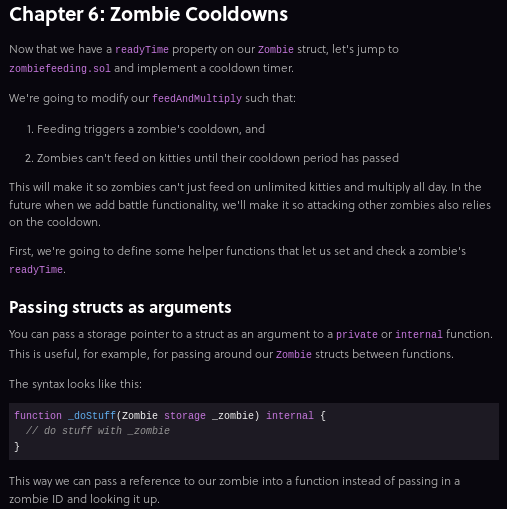 Chapter 6: Zombie Cooldowns
Now that we have a readyTime property on our Zombie struct, let's jump to
zombiefeeding.sol and implement a cooldown timer.
We're going to modify our feedAndMultiply such that:
1. Feeding triggers a zombie's cooldown, and
2. Zombies can't feed on kitties until their cooldown period has passed
This will make it so zombies can't just feed on unlimited kitties and multiply all day. In the
future when we add battle functionality, we'll make it so attacking other zombies also relies
on the cooldown.
First, we're going to define some helper functions that let us set and check a zombie's
readyTime.
Passing structs as arguments
You can pass a storage pointer to a struct as an argument to a private or internal function.
This is useful, for example, for passing around our Zombie structs between functions.
The syntax looks like this:
function _doStuff(Zombie storage _zombie) internal {
  // do stuff with _zombie
}
This way we can pass a reference to our zombie into a function instead of passing in a
zombie ID and looking it up.